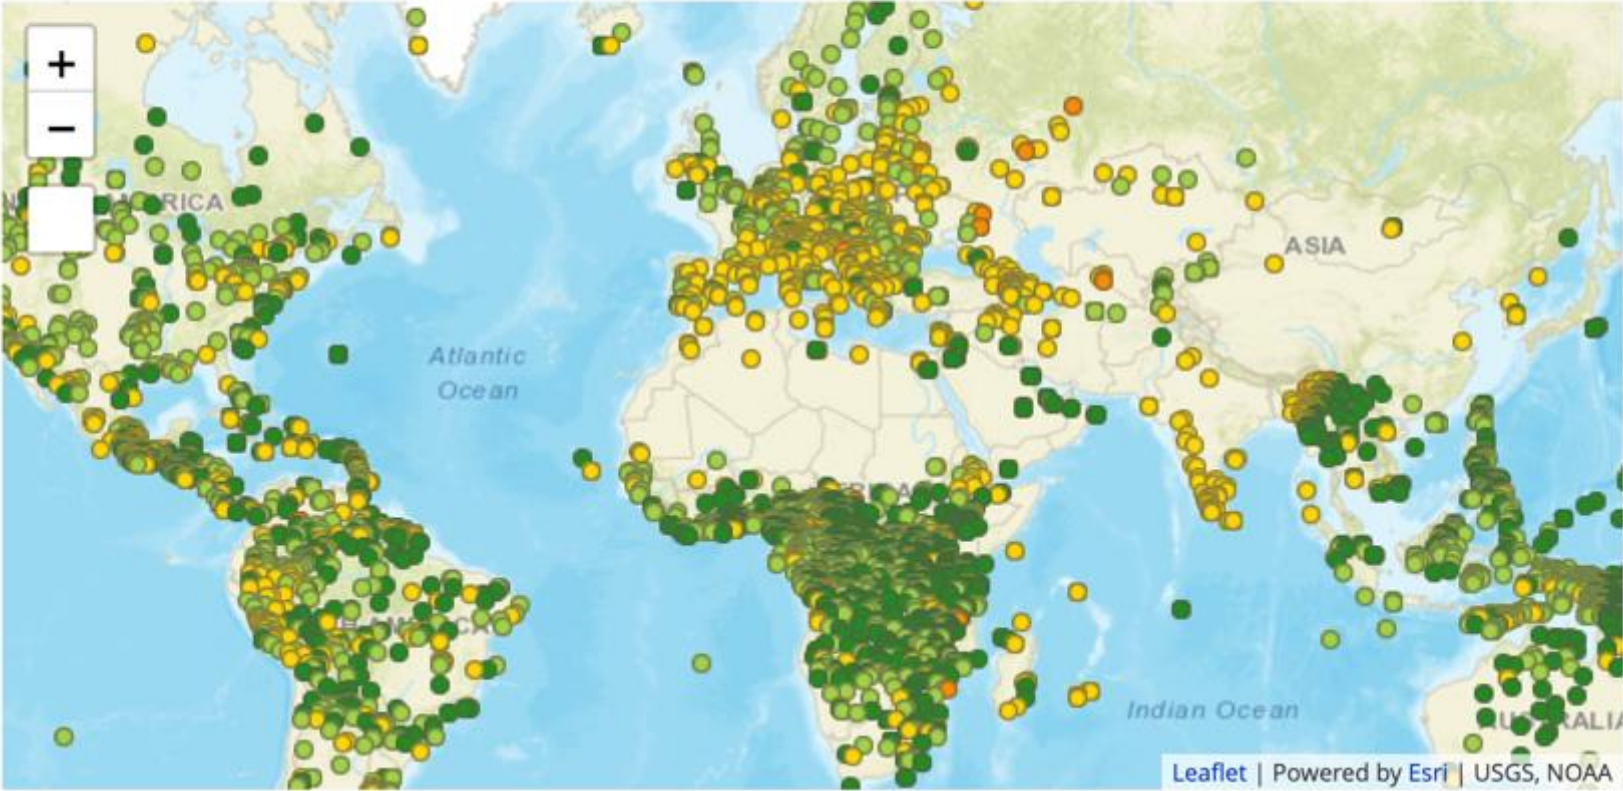 +
−
ASIA
Atlantic
Ocean
Indian Ocean
Leaflet | Powered by Esri | USGS, NOAA